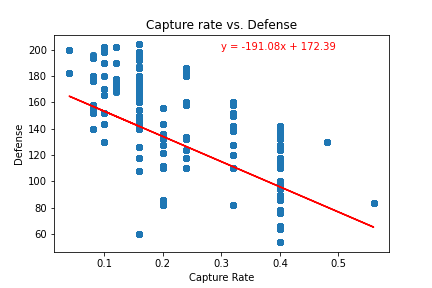 Capture rate vs. Defense
y = -191.08x + 172.39
200
180
160
140
120
100
80
60
Defense
0.1 0.2 0.3 0.4 0.5
Capture Rate